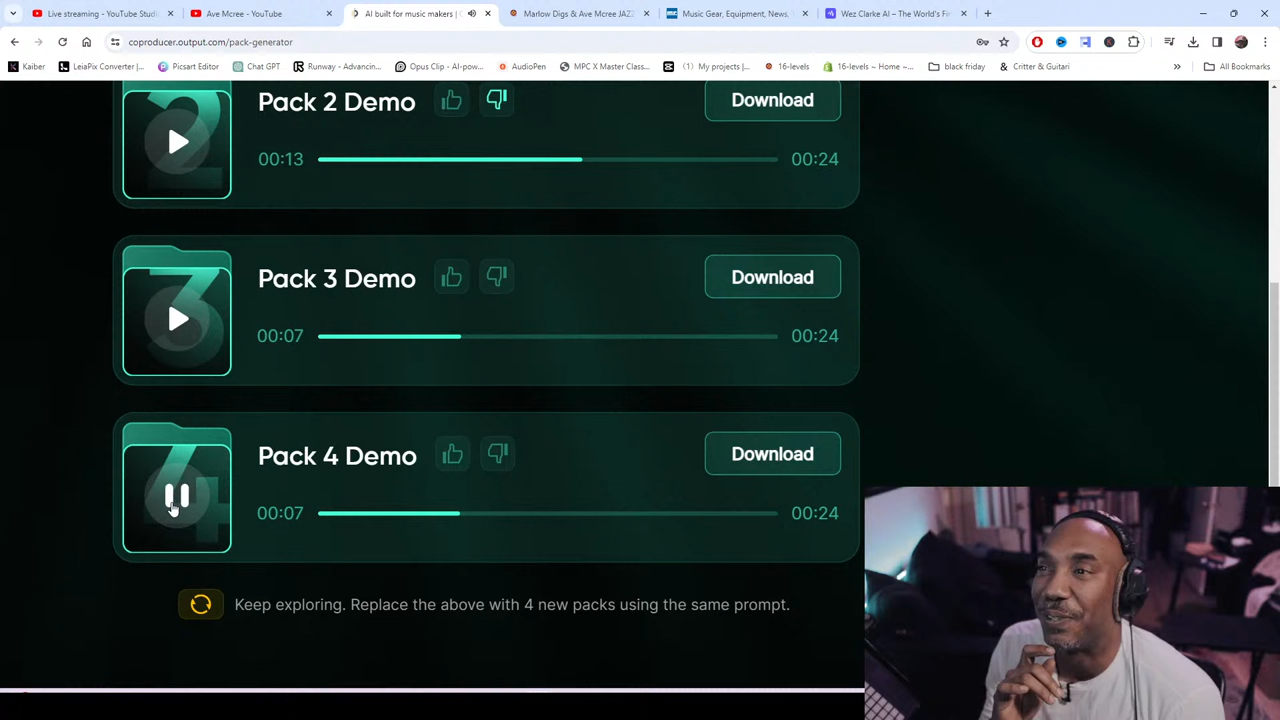 Live streaming - YouTube Studi
Ave Mcree - YouTube
AI built for music makers | C
Marlow Digs & Ave Mcree JAZZ
Music Gear, Equipment, News,
Wez Clarke AI – The World's Fi
coproducer.output.com/pack-generator
Kaiber
LeiaPix Converter |...
Picsart Editor
Chat GPT
Runway - Advancin...
Opus Clip - AI-pow...
AudioPen
MPC X Master Class...
(1) My projects |...
16-levels
16-levels ~ Home ~...
black friday
Critter & Guitari
All Bookmarks
2
Pack 2 Demo
Download
00:13
00:24
3
Pack 3 Demo
Download
00:07
00:24
4
Pack 4 Demo
Download
00:07
00:24
Keep exploring. Replace the above with 4 new packs using the same prompt.